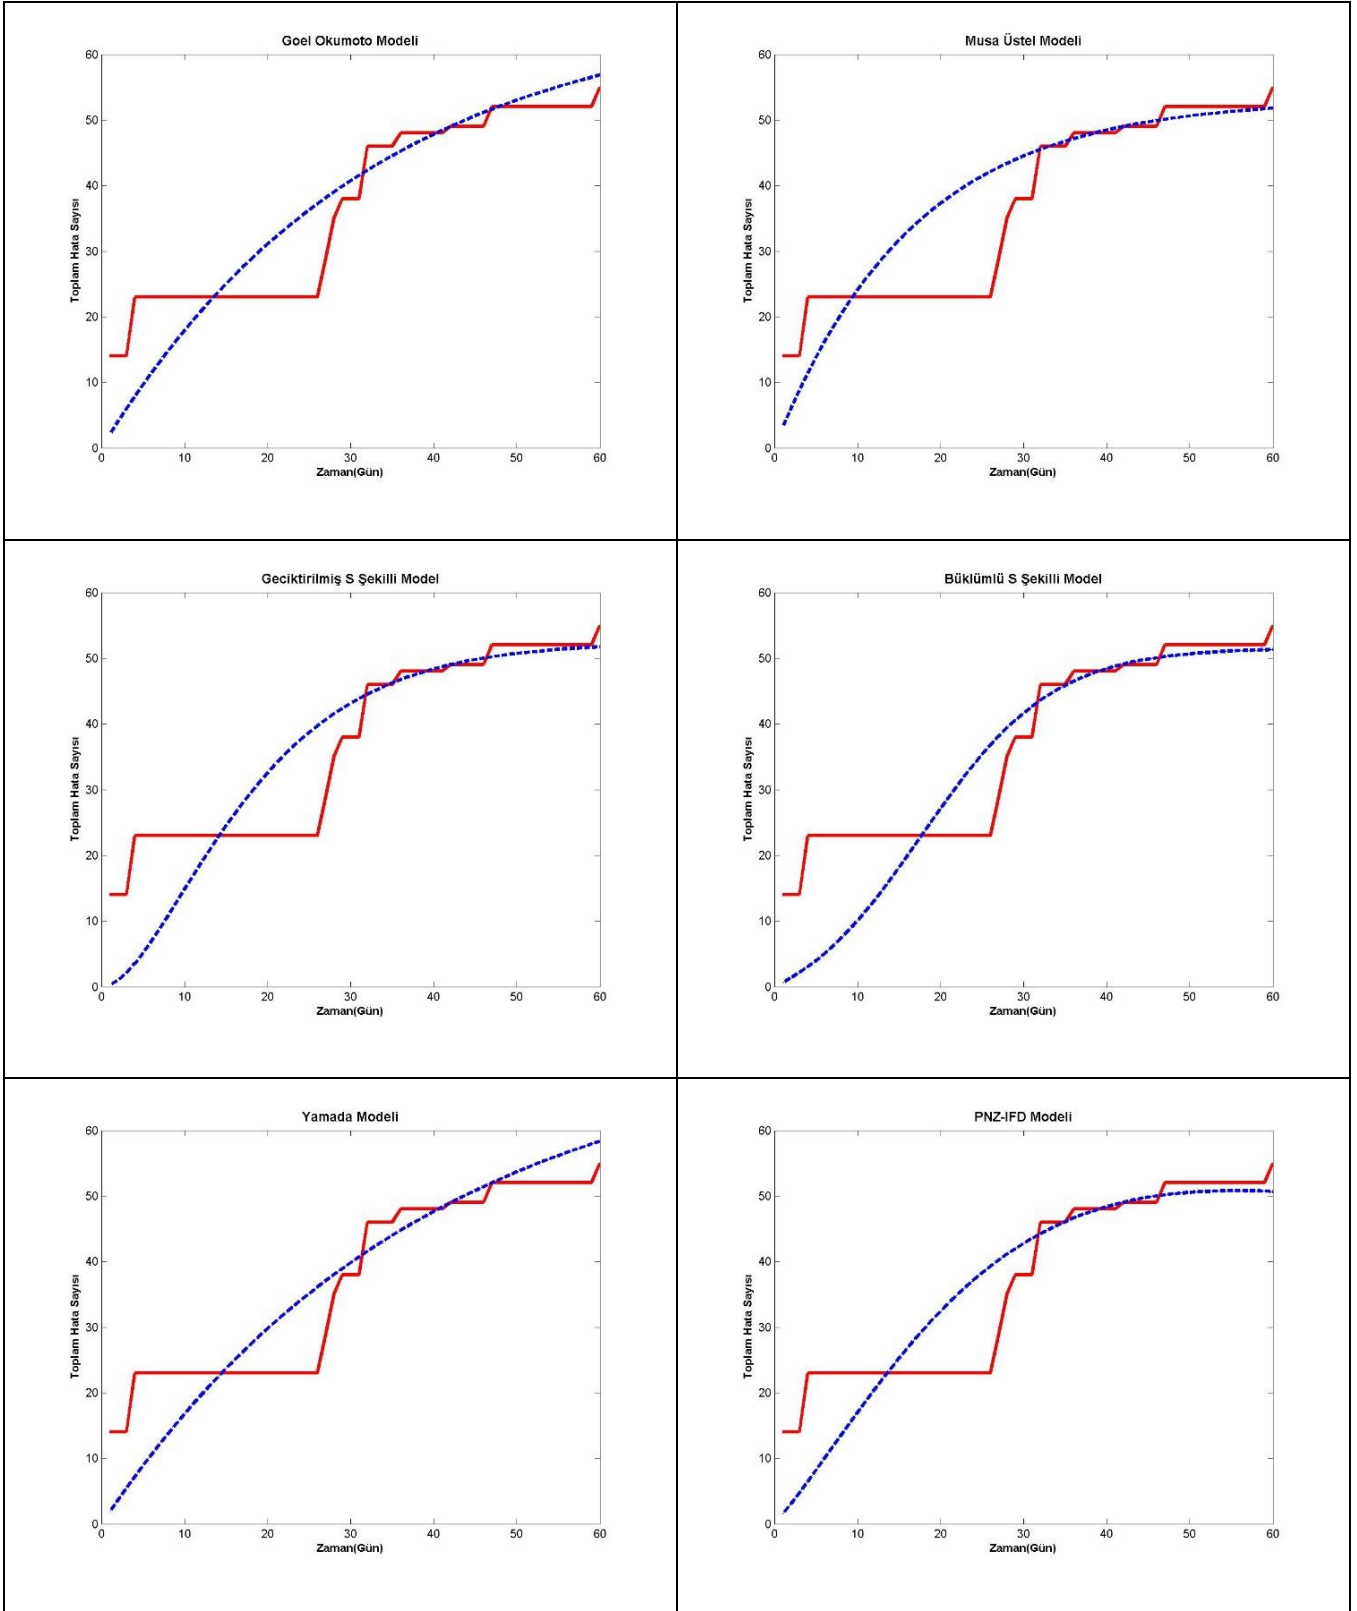 Goel Okumoto Modeli
60
50
40
30
20
10
0
Toplam Hata Sayısı
0 10 20 30 40 50 60
Zaman(Gün)
Musa Üstel Modeli
60
50
40
30
20
10
0
Toplam Hata Sayısı
0 10 20 30 40 50 60
Zaman(Gün)
Geciktirilmiş S Şekilli Model
60
50
40
30
20
10
0
Toplam Hata Sayısı
0 10 20 30 40 50 60
Zaman(Gün)
Büklümlü S Şekilli Model
60
50
40
30
20
10
0
Toplam Hata Sayısı
0 10 20 30 40 50 60
Zaman(Gün)
Yamada Modeli
60
50
40
30
20
10
0
Toplam Hata Sayısı
0 10 20 30 40 50 60
Zaman(Gün)
PNZ-IFD Modeli
60
50
40
30
20
10
0
Toplam Hata Sayısı
0 10 20 30 40 50 60
Zaman(Gün)